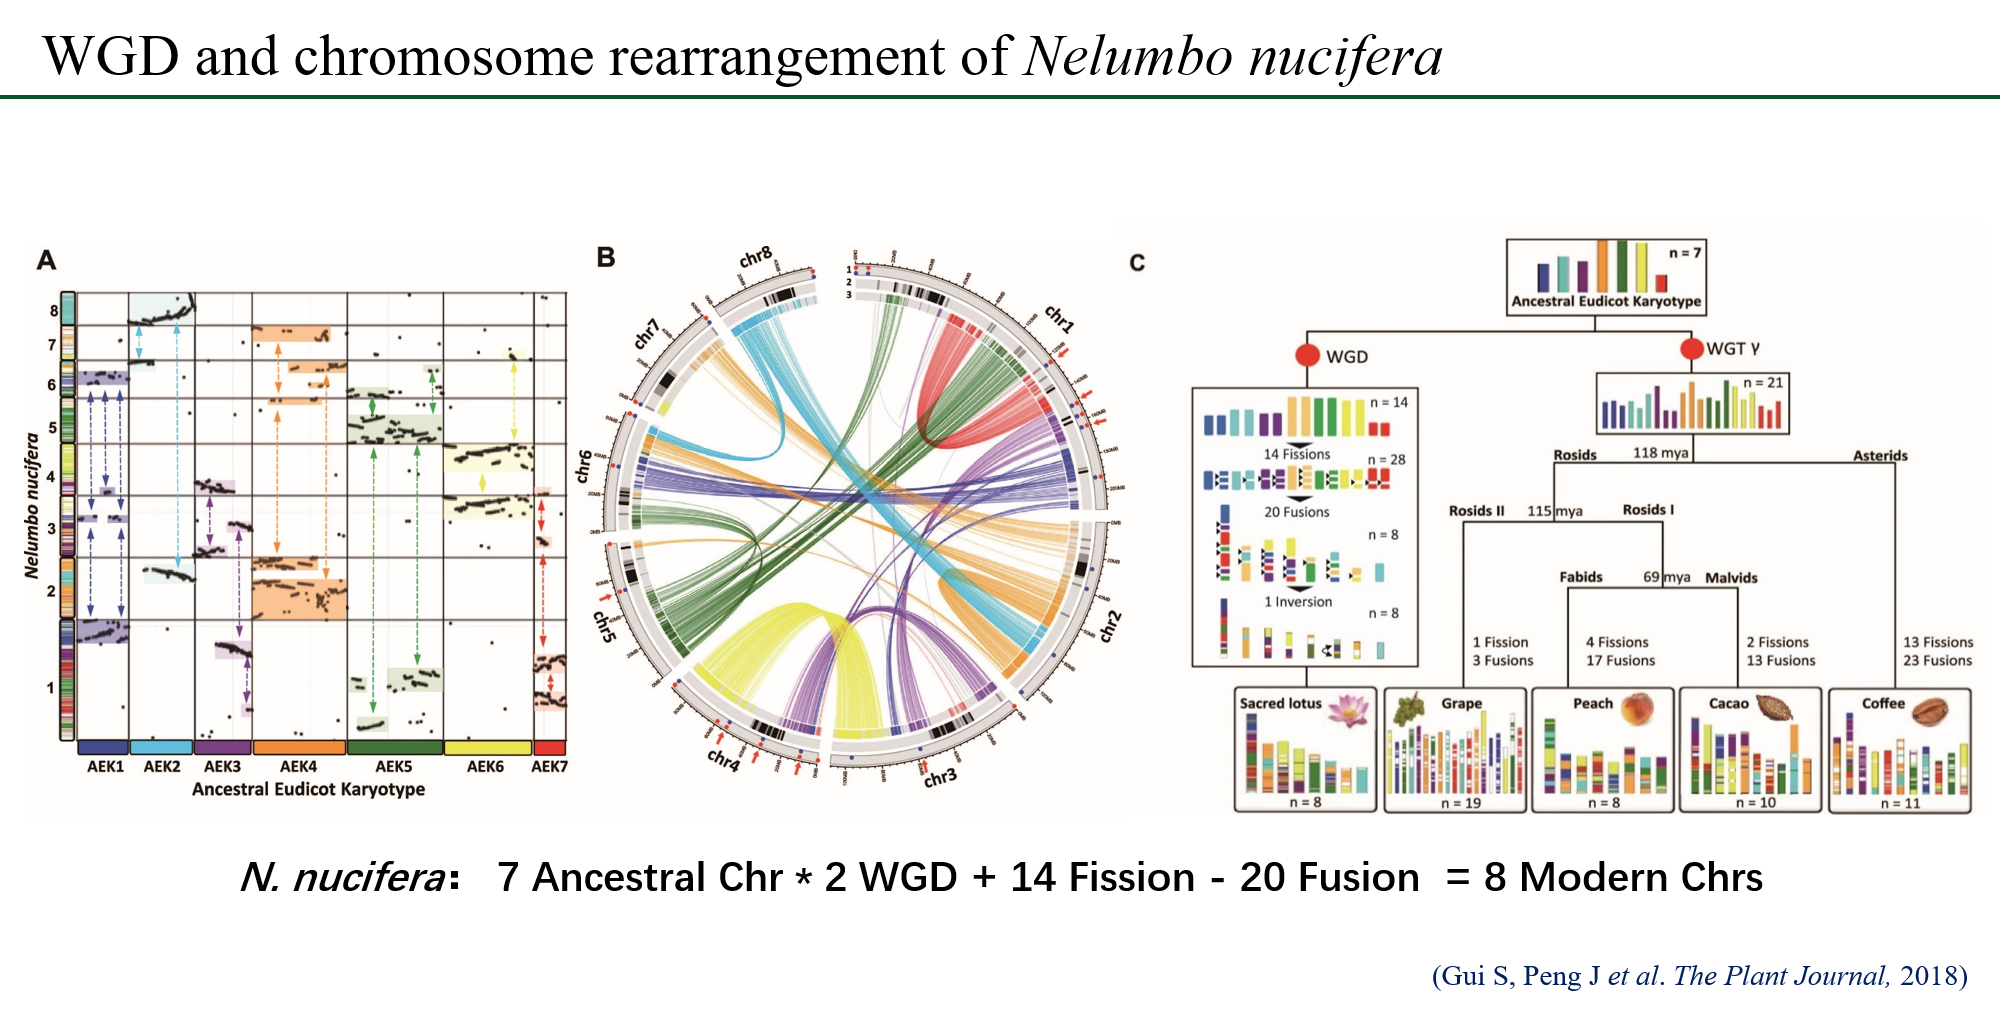 WGD and chromosome rearrangement of Nelumbo nucifera
A
8
7
6
5
4
3
2
1
Nelumbo nucifera
AEK1 AEK2 AEK3 AEK4 AEK5 AEK6 AEK7
Ancestral Eudicot Karyotype
B
chr8
chr7
chr6
chr5
chr4
chr3
chr2
chr1
1
2
3
C
n = 7
Ancestral Eudicot Karyotype
WGD
WGT γ
n = 14
14 Fissions
n = 28
20 Fusions
n = 8
1 Inversion
n = 8
n = 21
Rosids 118 mya Asterids
Rosids II 115 mya Rosids I
Fabids 69 mya Malvids
1 Fission 4 Fissions 2 Fissions 13 Fissions
3 Fusions 17 Fusions 13 Fusions 23 Fusions
Sacred lotus Grape Peach Cacao Coffee
n = 8 n = 19 n = 8 n = 10 n = 11
N. nucifera: 7 Ancestral Chr * 2 WGD + 14 Fission - 20 Fusion = 8 Modern Chrs
(Gui S, Peng J et al. The Plant Journal, 2018)